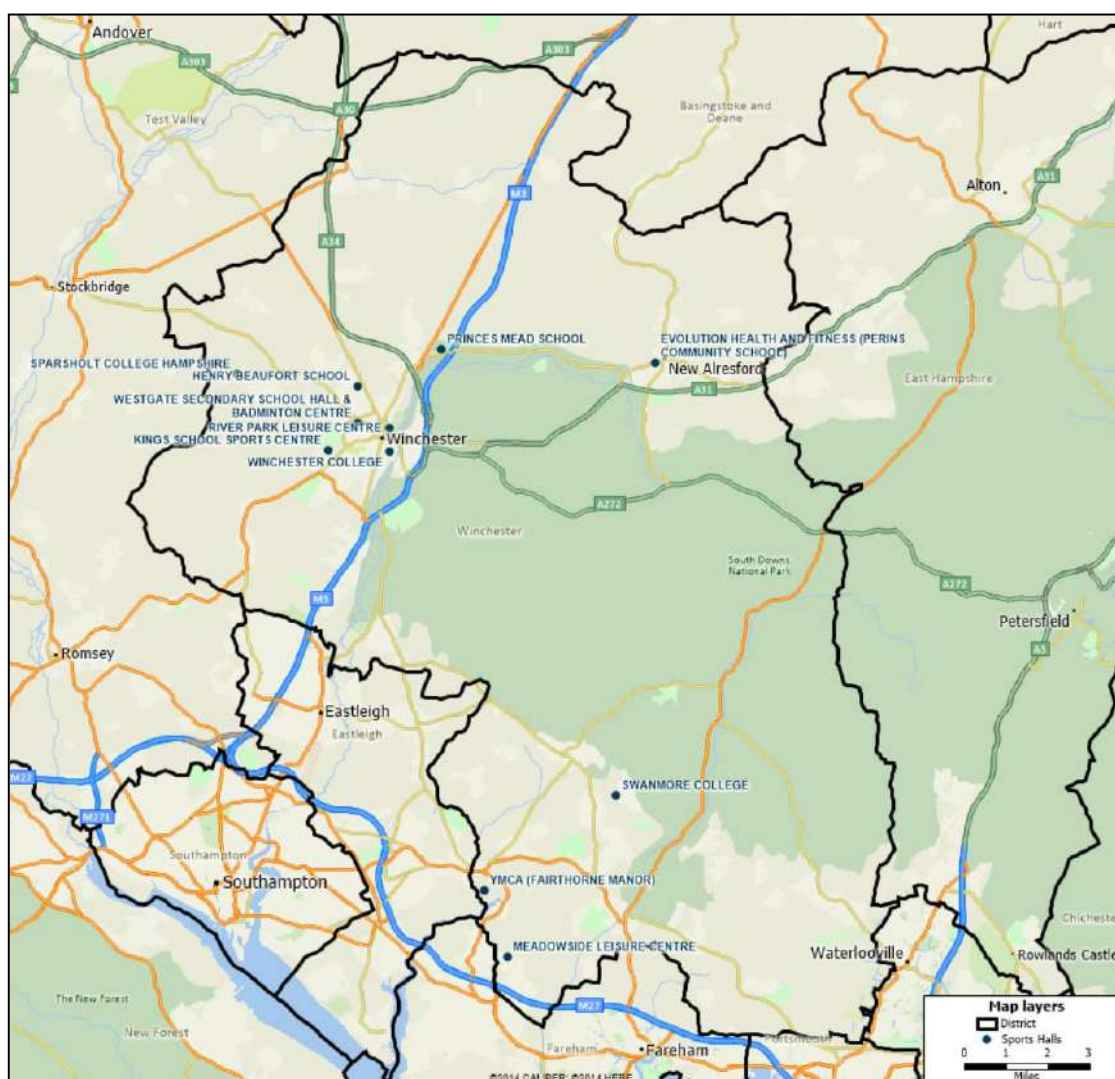 Andover
Hart
A303
A303
A30
Basingstoke and
Deane
Test Valley
M3
Alton
A31
A34
Stockbridge
PRINCES MEAD SCHOOL
EVOLUTION HEALTH AND FITNESS (PERINS
COMMUNITY SCHOOL)
SPARSHOLT COLLEGE HAMPSHIRE
New Alresford
HENRY BEAUFORT SCHOOL
East Hampshire
A31
WESTGATE SECONDARY SCHOOL HALL &
BADMINTON CENTRE
RIVER PARK LEISURE CENTRE
KINGS SCHOOL SPORTS CENTRE
Winchester
WINCHESTER COLLEGE
A272
Winchester
South Downs
National Park
A272
M3
Petersfield
Romsey
A3
Eastleigh
Eastleigh
M27
SWANMORE COLLEGE
M271
Southampton
Southampton
YMCA (FAIRTHORNE MANOR)
Chichester
MEADOWSIDE LEISURE CENTRE
Waterlooville
Rowlands Castle
The New Forest
M27
New Forest
Map layers
District
Sports Halls
0 1 2 3
Miles
Portsmouth
Fareham
Fareham
©2014 CALIPER; ©2014 HERE